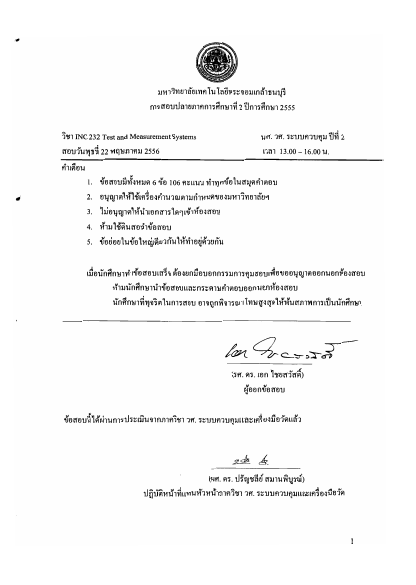 มหาวิทยาลัยเทคโนโลยีพระจอมเกล้าธนบุรี
การสอบปลายภาคการศึกษาที่ 2 ปีการศึกษา 2555
วิชา INC 232 Test and Measurement Systems นศ. วศ. ระบบควบคุม ปีที่ 2
สอบวันพุธที่ 22 พฤษภาคม 2556 เวลา 13.00 – 16.00 น.
คำเตือน
1. ข้อสอบมีทั้งหมด 6 ข้อ 106 คะแนน ทำทุกข้อในสมุดคำตอบ
2. อนุญาตให้ใช้เครื่องคำนวณตามกำหนดของมหาวิทยาลัยฯ
3. ไม่อนุญาตให้นำเอกสารใดๆเข้าห้องสอบ
4. ห้ามใช้ดินสอทำข้อสอบ
5. ข้อย่อยในข้อใหญ่เดียวกันให้ทำอยู่ด้วยกัน
เมื่อนักศึกษาทำข้อสอบเสร็จ ต้องยกมือบอกกรรมการคุมสอบเพื่อขออนุญาตออกนอกห้องสอบ
ห้ามนักศึกษานำข้อสอบและกระดาษคำตอบออกนอกห้องสอบ
นักศึกษาที่ทุจริตในการสอบ อาจถูกพิจารณาโทษสูงสุดให้พ้นสภาพการเป็นนักศึกษา
(รศ. ดร. เอก ไชยสวัสดิ์)
ผู้ออกข้อสอบ
ข้อสอบนี้ได้ผ่านการประเมินจากภาควิชา วศ. ระบบควบคุมและเครื่องมือวัดแล้ว
(ผศ. ดร. ปรัชญชลีย์ สมานพิบูรณ์)
ปฏิบัติหน้าที่แทนหัวหน้าภาควิชา วศ. ระบบควบคุมและเครื่องมือวัด
1